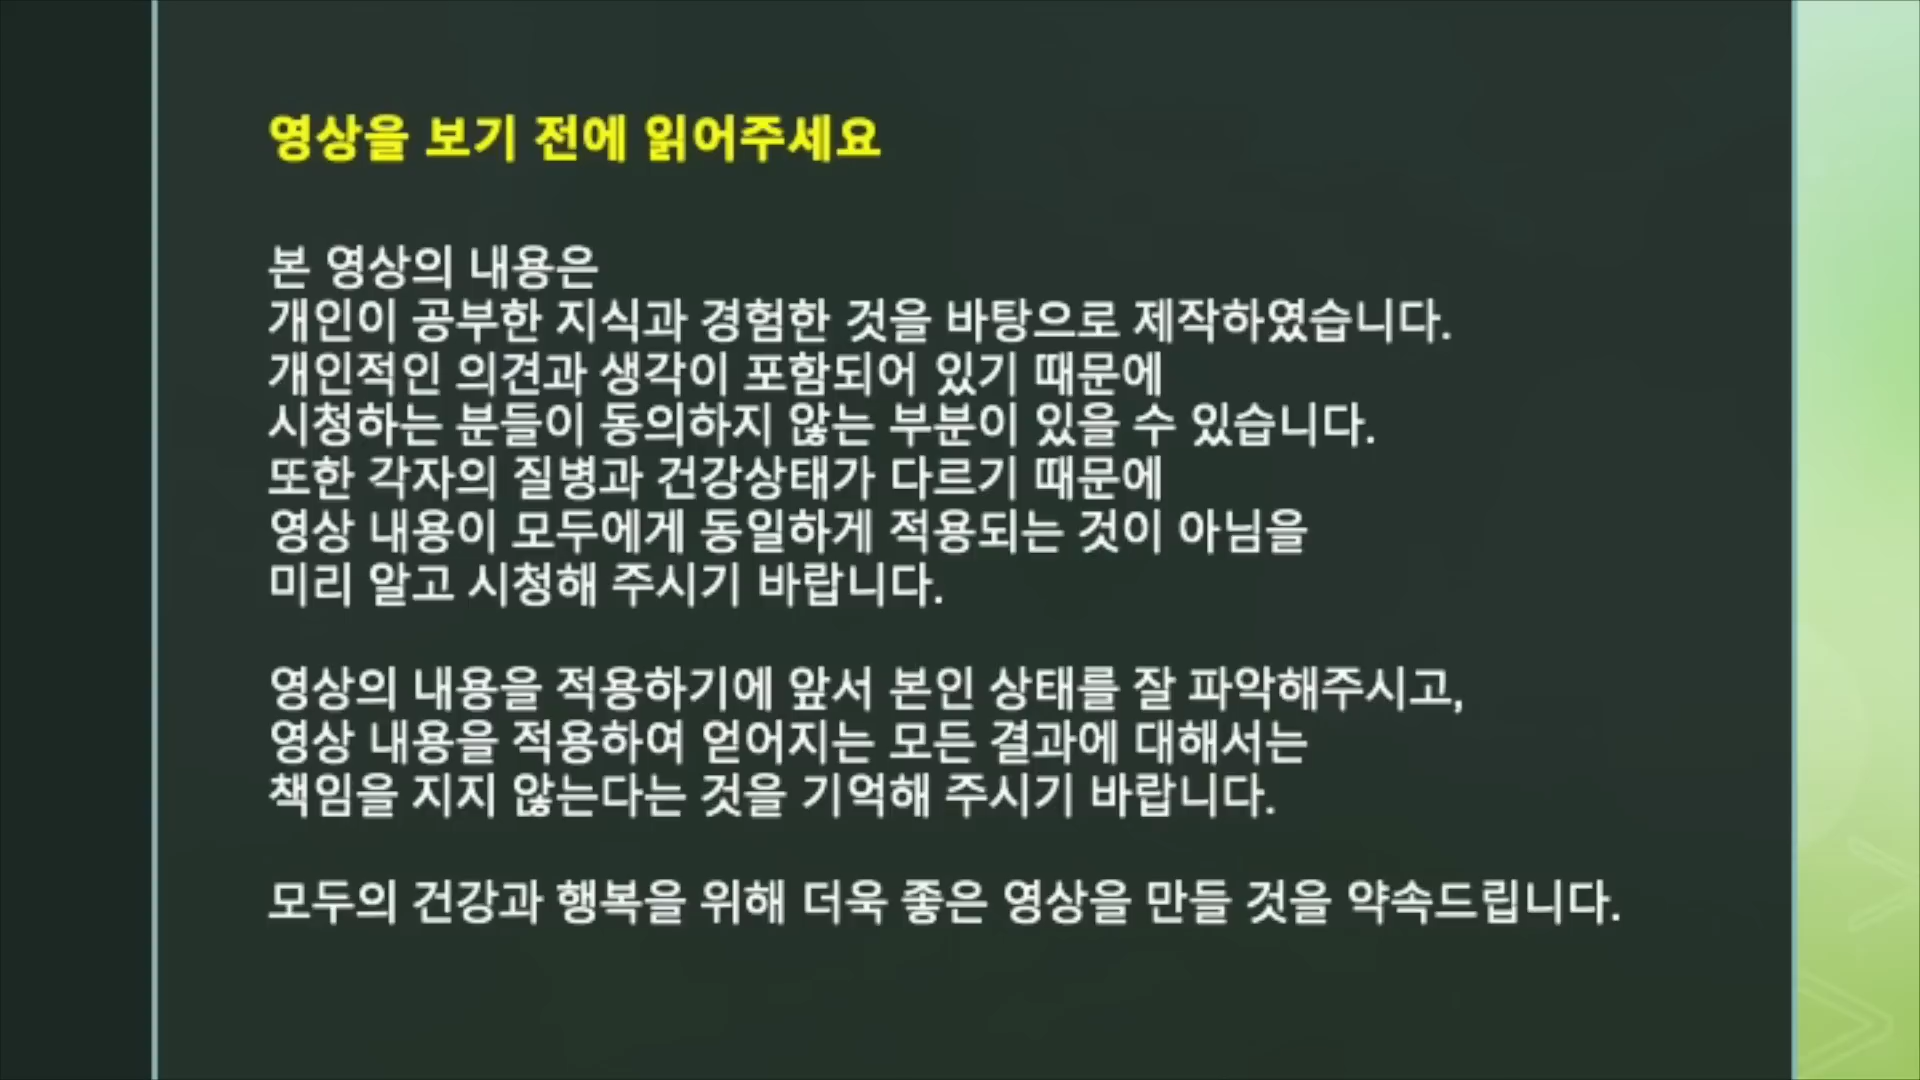 영상을 보기 전에 읽어주세요
본 영상의 내용은
개인이 공부한 지식과 경험한 것을 바탕으로 제작하였습니다.
개인적인 의견과 생각이 포함되어 있기 때문에
시청하는 분들이 동의하지 않는 부분이 있을 수 있습니다.
또한 각자의 질병과 건강상태가 다르기 때문에
영상 내용이 모두에게 동일하게 적용되는 것이 아님을
미리 알고 시청해 주시기 바랍니다.
영상의 내용을 적용하기에 앞서 본인 상태를 잘 파악해주시고,
영상 내용을 적용하여 얻어지는 모든 결과에 대해서는
책임을 지지 않는다는 것을 기억해 주시기 바랍니다.
모두의 건강과 행복을 위해 더욱 좋은 영상을 만들 것을 약속드립니다.